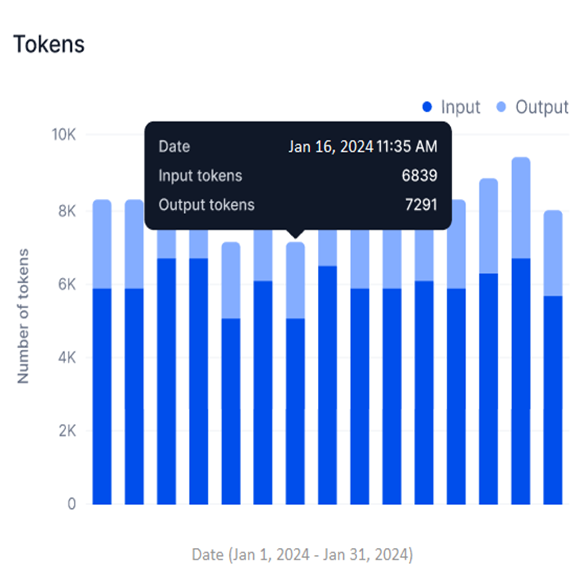 Tokens
Input Output
10K
Date Jan 16, 2024 11:35 AM
Input tokens 6839
Output tokens 7291
8K
6K
4K
2K
0
Number of tokens
Date (Jan 1, 2024 - Jan 31, 2024)